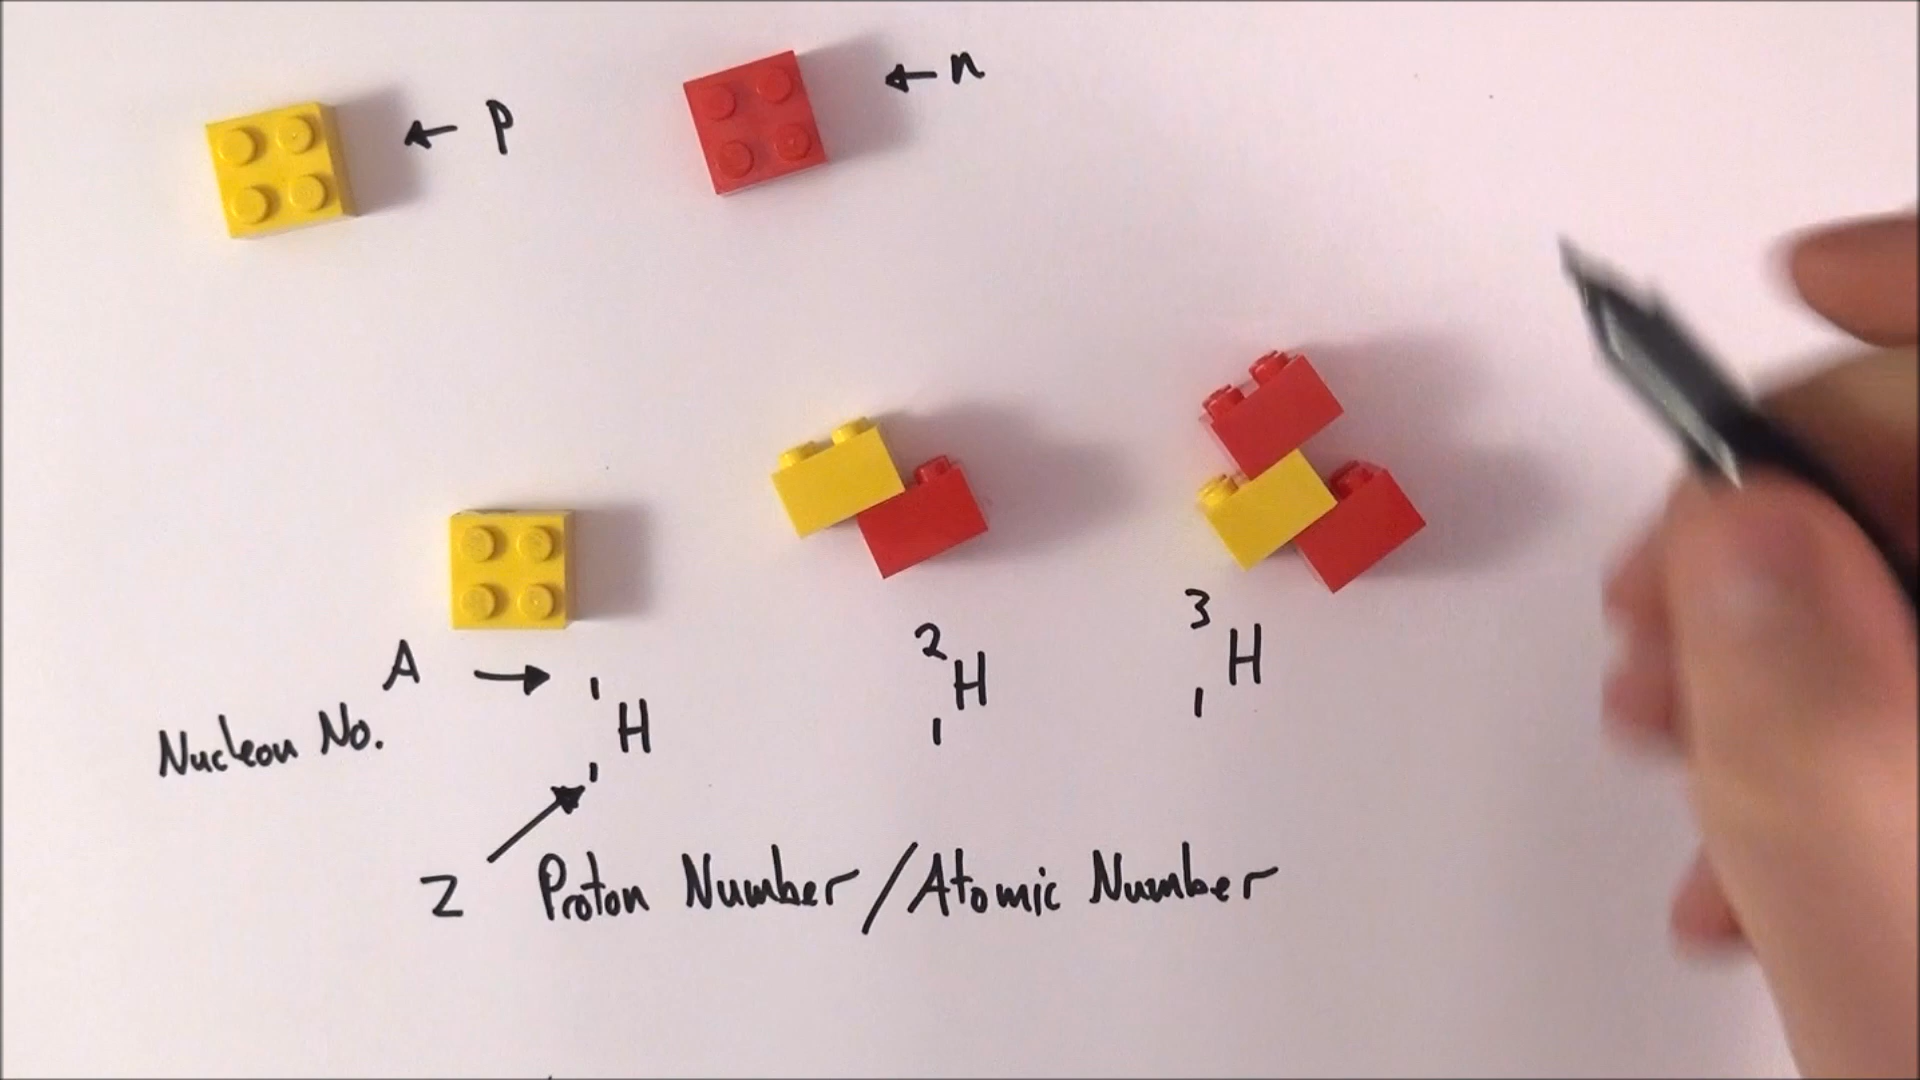 ← p
← n
A → 1
1 H
2
1 H
3
1 H
Nucleon No.
Z Proton Number/Atomic Number